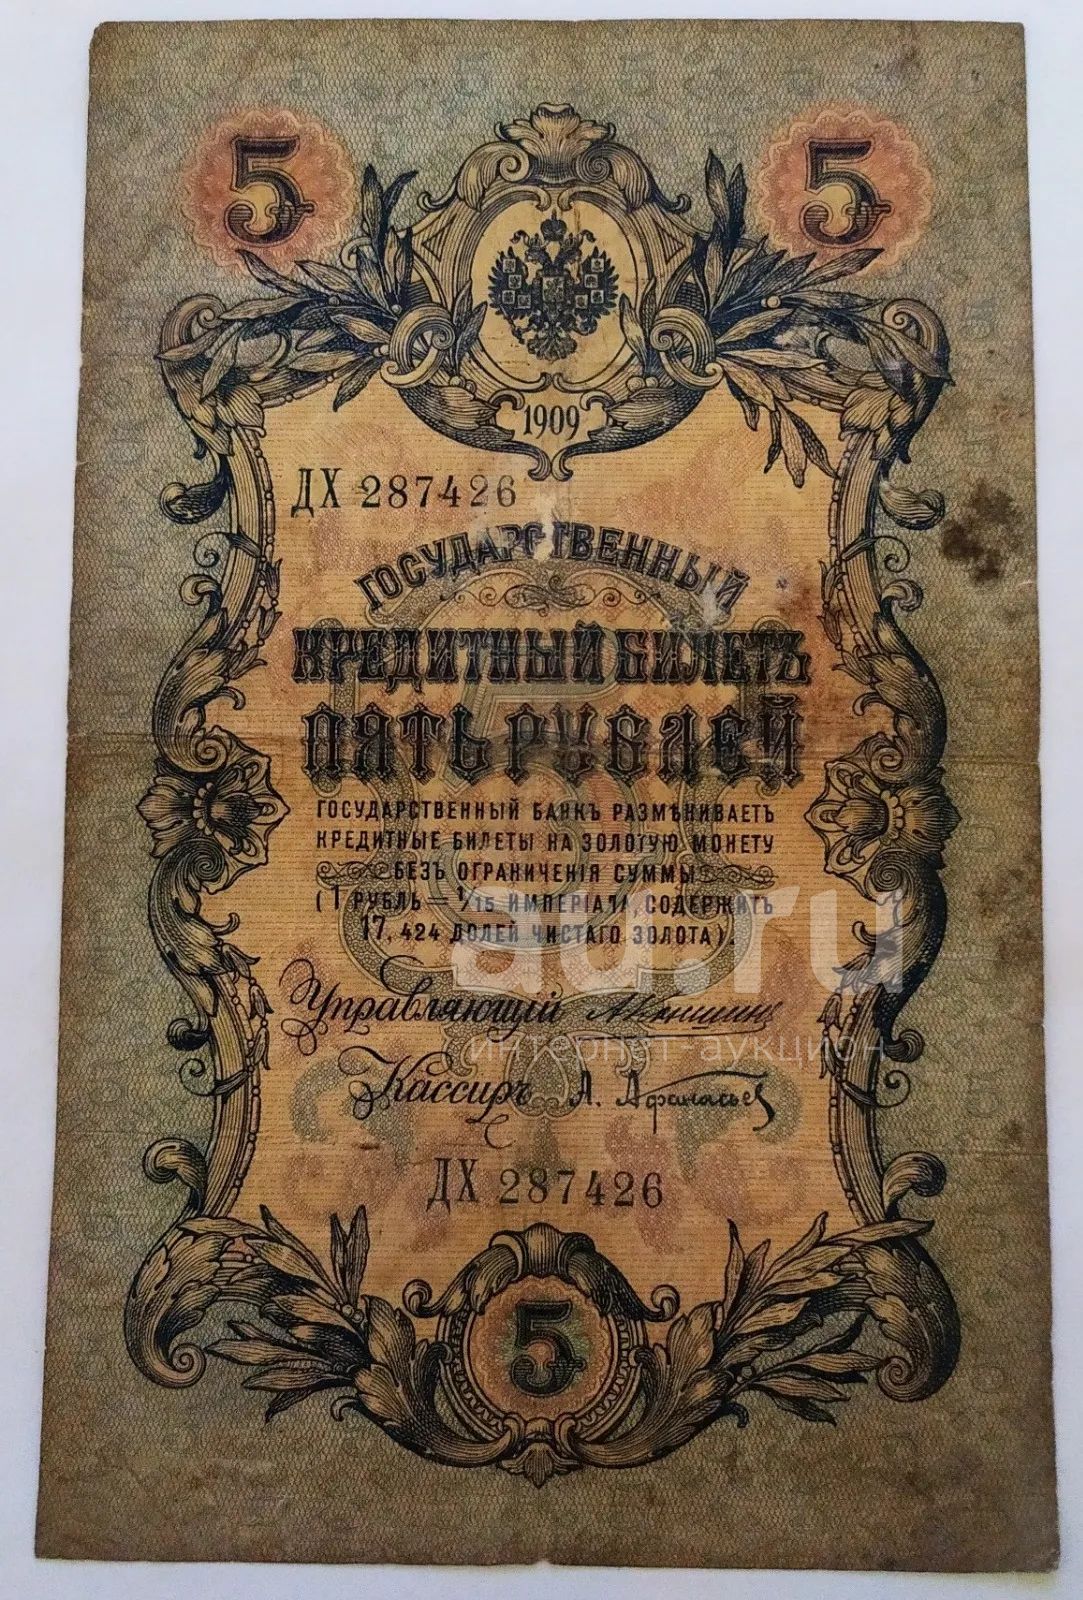 5 5
1909
ДХ 287426
ГОСУДАРСТВЕННЫЙ
КРЕДИТНЫЙ БИЛЕТЪ
ПЯТЬ РУБЛЕЙ
ГОСУДАРСТВЕННЫЙ БАНКЪ РАЗМѢНИВАЕТЪ
КРЕДИТНЫЕ БИЛЕТЫ НА ЗОЛОТУЮ МОНЕТУ
БЕЗЪ ОГРАНИЧЕНІЯ СУММЫ
(1 РУБЛЬ = 1/15 ИМПЕРІАЛА, СОДЕРЖИТЪ
17,424 ДОЛЕЙ ЧИСТАГО ЗОЛОТА).
au.ru
Управляющій АКоншинъ
интернет-аукцион
Кассиръ А. Афанасьев
ДХ 287426
5